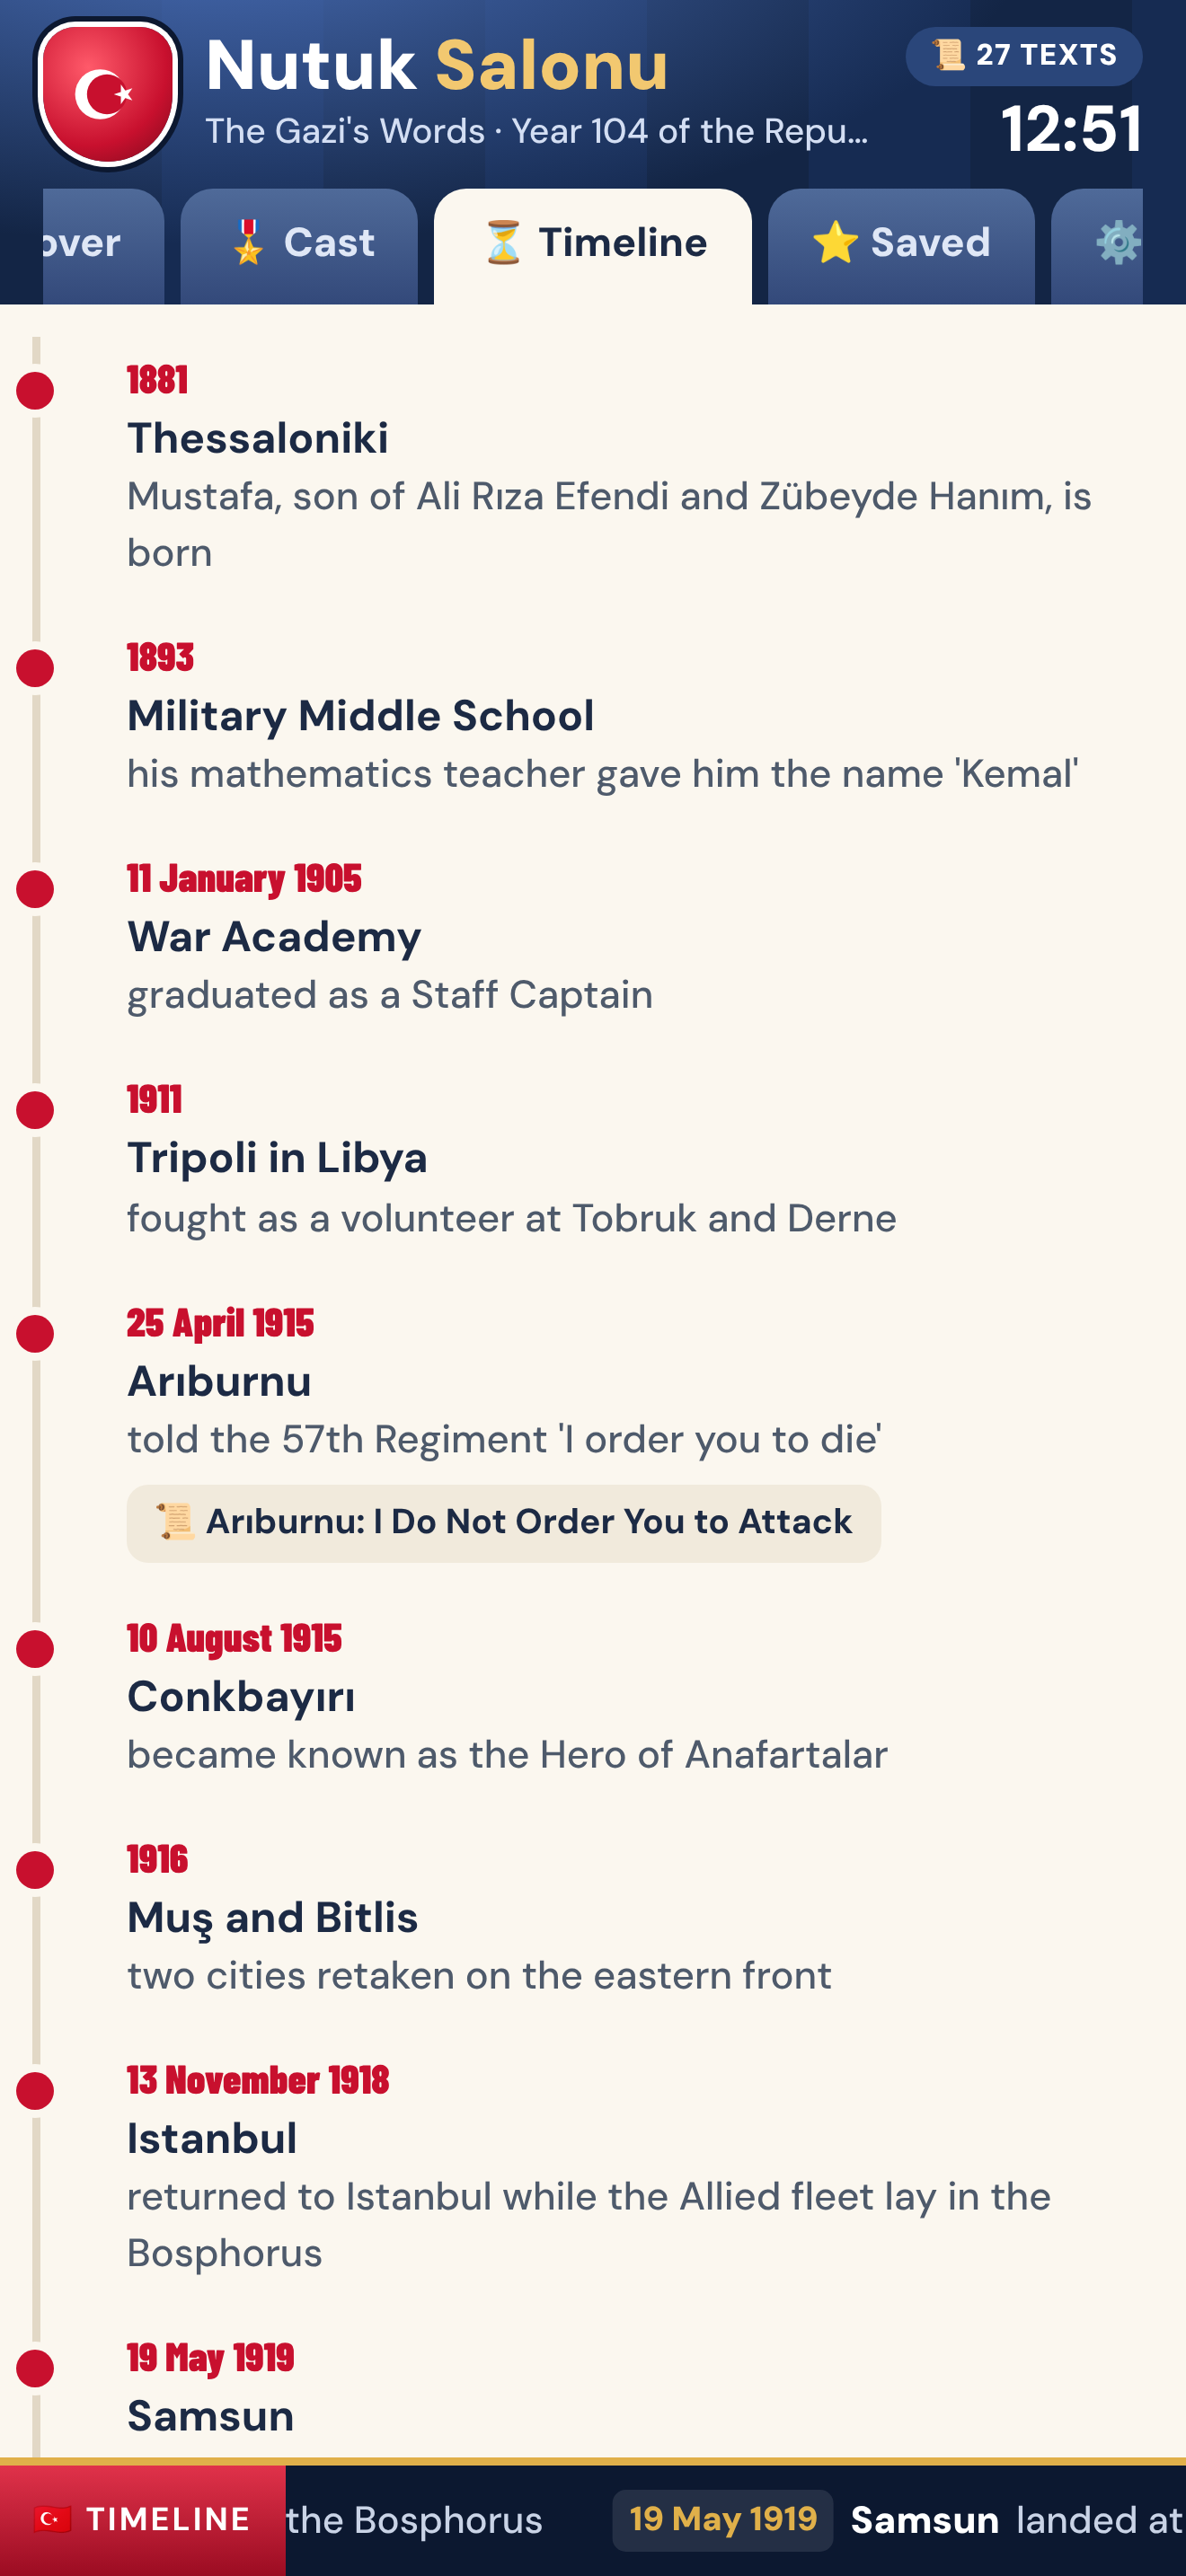 Nutuk Salonu
The Gazi's Words · Year 104 of the Repu...
📜 27 TEXTS
12:51
over
🎖️ Cast
⏳ Timeline
⭐ Saved
⚙️
1881
Thessaloniki
Mustafa, son of Ali Rıza Efendi and Zübeyde Hanım, is
born
1893
Military Middle School
his mathematics teacher gave him the name 'Kemal'
11 January 1905
War Academy
graduated as a Staff Captain
1911
Tripoli in Libya
fought as a volunteer at Tobruk and Derne
25 April 1915
Arıburnu
told the 57th Regiment 'I order you to die'
📜 Arıburnu: I Do Not Order You to Attack
10 August 1915
Conkbayırı
became known as the Hero of Anafartalar
1916
Muş and Bitlis
two cities retaken on the eastern front
13 November 1918
Istanbul
returned to Istanbul while the Allied fleet lay in the
Bosphorus
19 May 1919
Samsun
🇹🇷 TIMELINE
the Bosphorus 19 May 1919 Samsun landed at